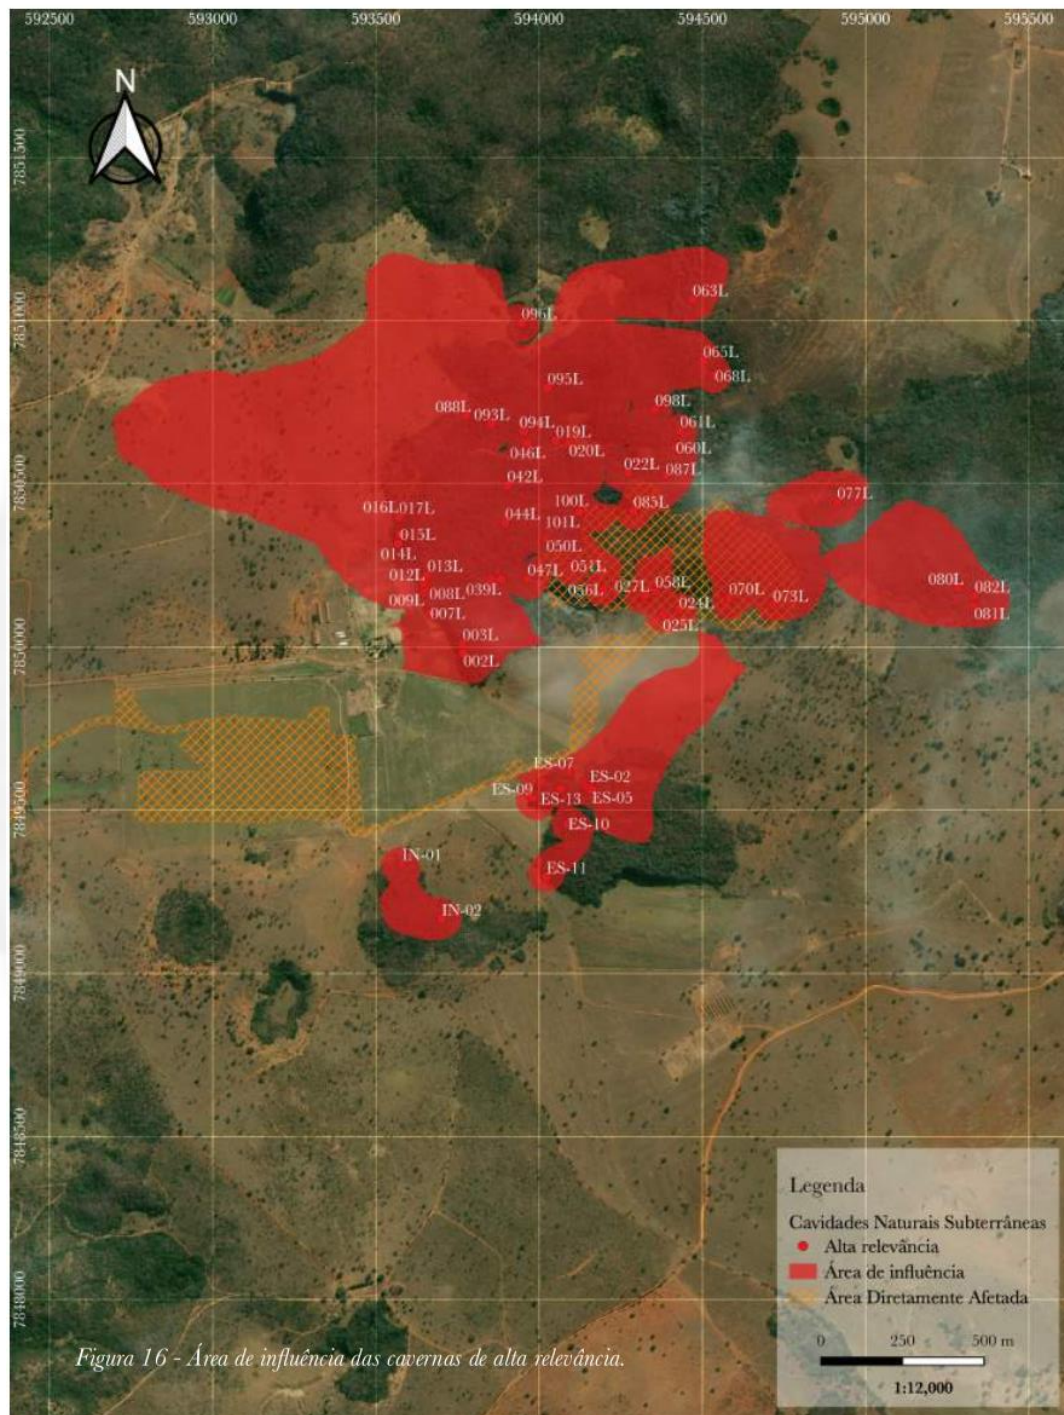 592500 593000 593500 594000 594500 595000 595500
N
7851500
063L
7851000
096L
065L
095L
068L
088L
098L
093L
094L
061L
019L
046L
020L
060L
022L
087L
042L
7850500
077L
100L
085L
016L
017L
044L
101L
015L
050L
014L
013L
047L
051L
012L
058L
080L
008L
039L
056L
027L
070L
082L
009L
024L
073L
007L
081L
025L
003L
7850000
002L
ES-07
ES-02
ES-09
ES-13
ES-05
7849500
ES-10
IN-01
ES-11
IN-02
7849000
7848500
7848000
Legenda
Cavidades Naturais Subterrâneas
Alta relevância
Área de influência
Área Diretamente Afetada
0 250 500 m
1:12,000
Figura 16 - Área de influência das cavernas de alta relevância.